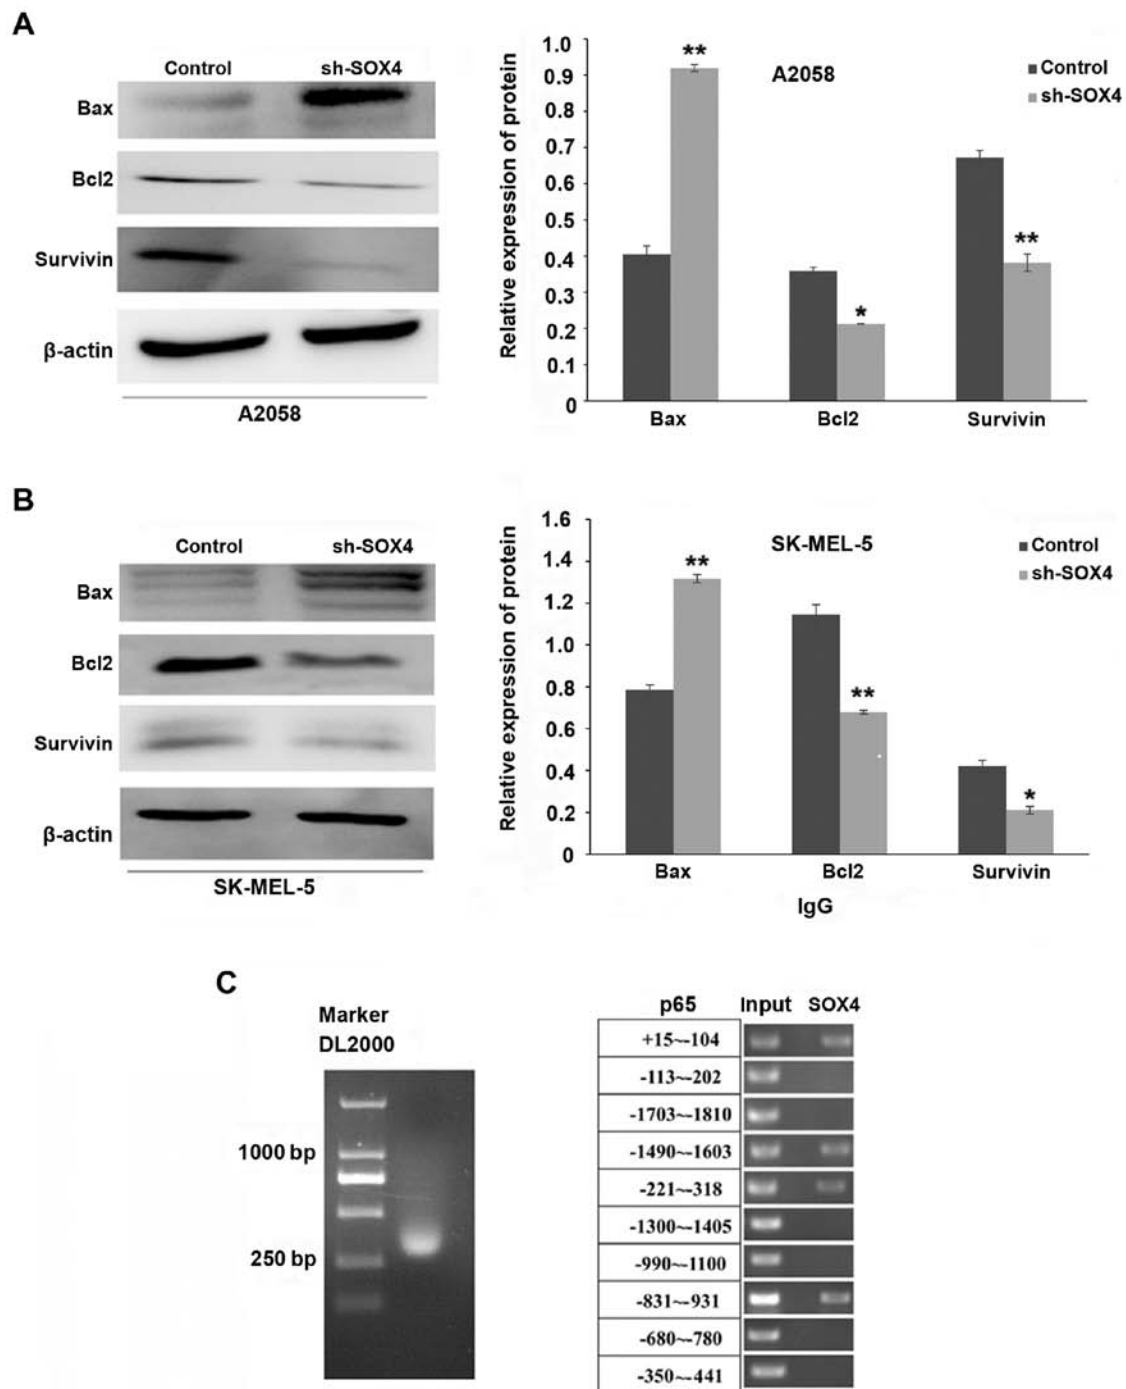 A
Control sh-SOX4
Bax
Bcl2
Survivin
β-actin
A2058
Relative expression of protein
1.0
0.9
0.8
0.7
0.6
0.5
0.4
0.3
0.2
0.1
0
A2058
Control
sh-SOX4
**
*
**
Bax Bcl2 Survivin
B
Control sh-SOX4
Bax
Bcl2
Survivin
β-actin
SK-MEL-5
Relative expression of protein
1.6
1.4
1.2
1.0
0.8
0.6
0.4
0.2
0
SK-MEL-5
Control
sh-SOX4
**
**
*
Bax Bcl2 Survivin
IgG
C
Marker
DL2000
1000 bp
250 bp
p65 Input SOX4
+15~-104
-113~-202
-1703~-1810
-1490~-1603
-221~-318
-1300~-1405
-990~-1100
-831~-931
-680~-780
-350~-441